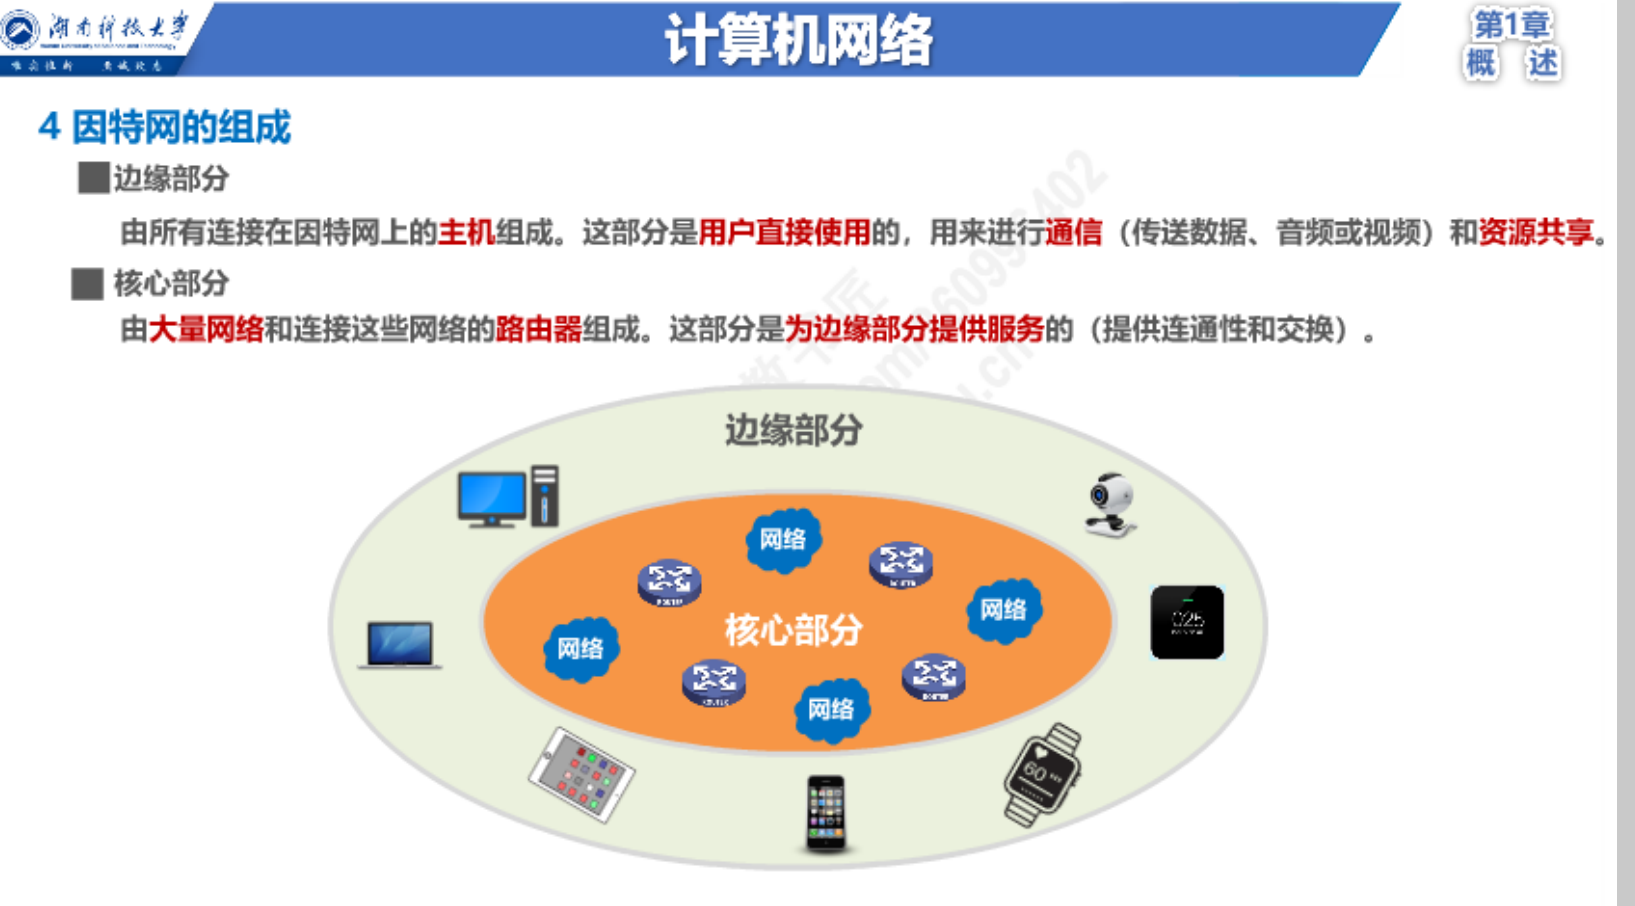 湖南科技大学
计算机网络
第1章
概 述
4 因特网的组成
边缘部分
由所有连接在因特网上的主机组成。这部分是用户直接使用的，用来进行通信（传送数据、音频或视频）和资源共享。
核心部分
由大量网络和连接这些网络的路由器组成。这部分是为边缘部分提供服务的（提供连通性和交换）。
边缘部分
网络
ROUTER
ROUTER
网络
核心部分
网络
025
ROUTER
ROUTER
网络
60